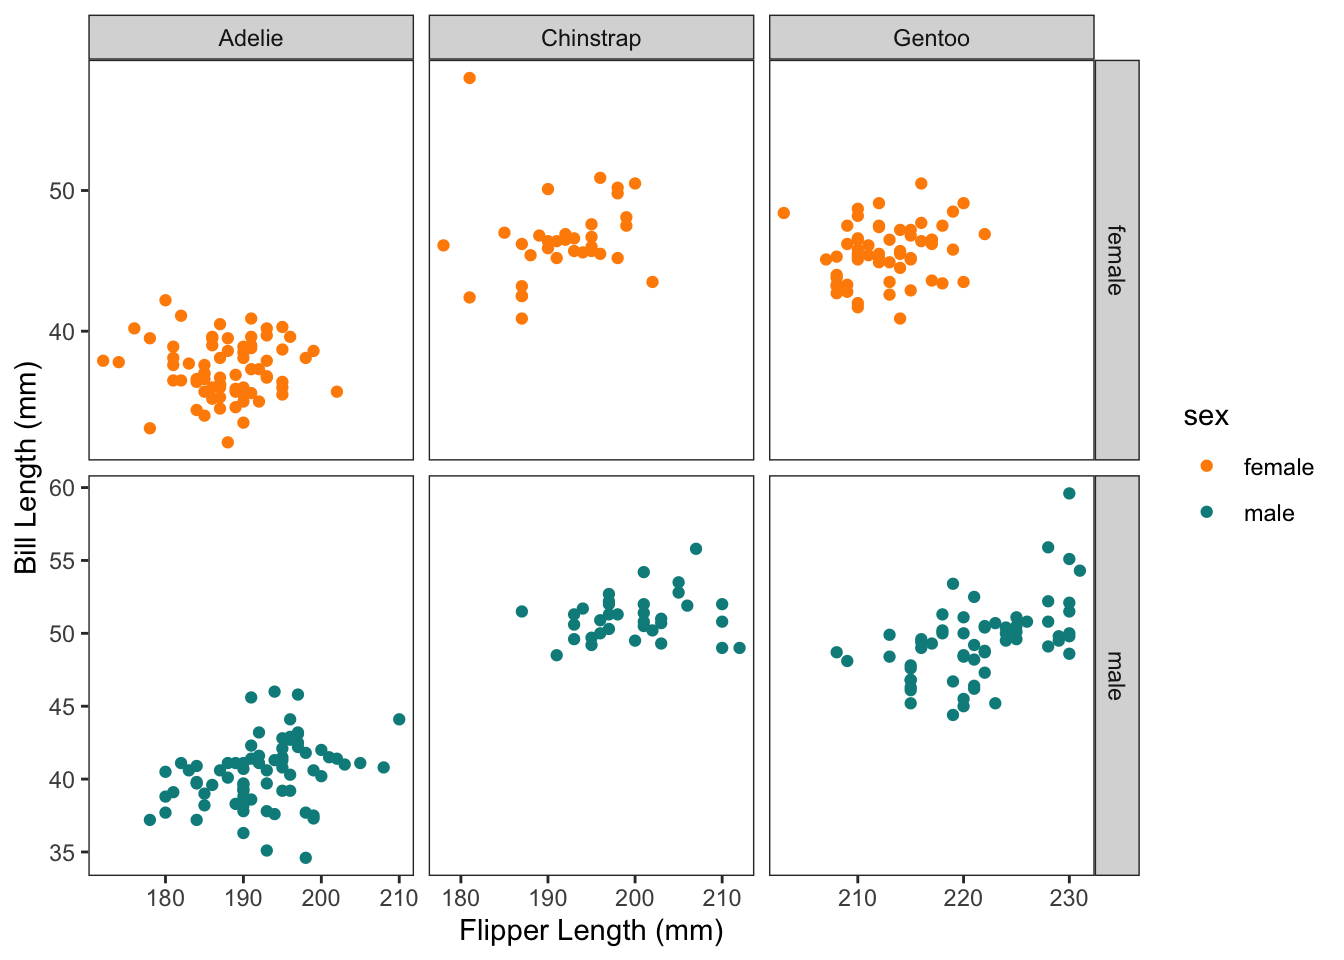 Adelie Chinstrap Gentoo
50
40
female
60
55
50
45
40
35
male
180 190 200 210 180 190 200 210 210 220 230
Flipper Length (mm)
Bill Length (mm)
sex
female
male